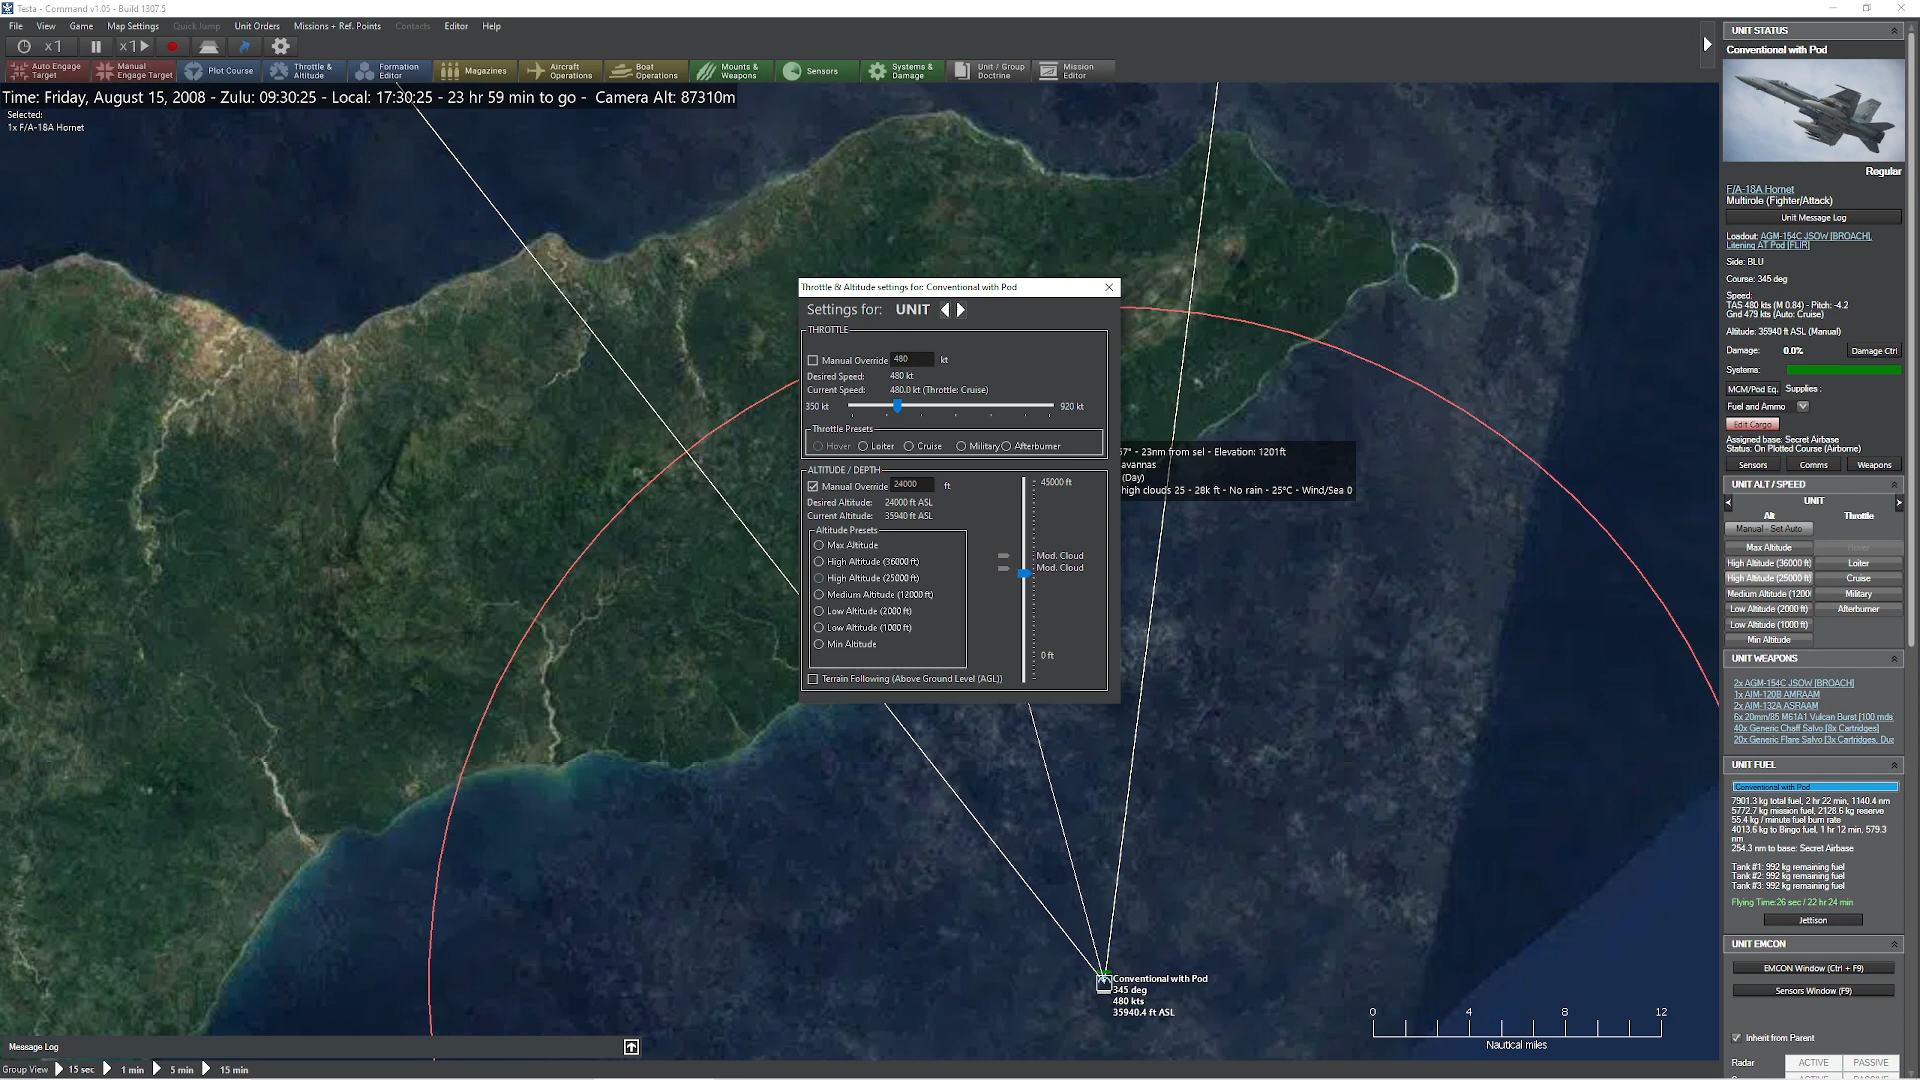 Testa - Command v1.05 - Build 1307.5
File View Game Map Settings Quick Jump Unit Orders Missions + Ref. Points Contacts Editor Help
x1 x1
Auto Engage Target
Manual Engage Target
Plot Course
Throttle & Altitude
Formation Editor
Magazines
Aircraft Operations
Boat Operations
Mounts & Weapons
Sensors
Systems & Damage
Unit / Group Doctrine
Mission Editor
Time: Friday, August 15, 2008 - Zulu: 09:30:25 - Local: 17:30:25 - 23 hr 59 min to go - Camera Alt: 87310m
Selected:
1x F/A-18A Hornet
Throttle & Altitude settings for: Conventional with Pod
Settings for: UNIT
THROTTLE
Manual Override 480 kt
Desired Speed: 480 kt
Current Speed: 480.0 kt (Throttle: Cruise)
350 kt 920 kt
Throttle Presets
Hover Loiter Cruise Military Afterburner
ALTITUDE / DEPTH
Manual Override 24000 ft
Desired Altitude: 24000 ft ASL
Current Altitude: 35940 ft ASL
Altitude Presets
Max Altitude
High Altitude (36000 ft)
High Altitude (25000 ft)
Medium Altitude (12000 ft)
Low Altitude (2000 ft)
Low Altitude (1000 ft)
Min Altitude
45000 ft
Mod. Cloud
Mod. Cloud
0 ft
Terrain Following (Above Ground Level (AGL))
57° - 23nm from sel - Elevation: 1201ft
avannas
(Day)
high clouds 25 - 28k ft - No rain - 25°C - Wind/Sea 0
Conventional with Pod
345 deg
480 kts
35940.4 ft ASL
0 4 8 12
Nautical miles
Message Log
Group View 15 sec 1 min 5 min 15 min
UNIT STATUS
Conventional with Pod
Regular
F/A-18A Hornet
Multirole (Fighter/Attack)
Unit Message Log
Loadout: AGM-154C JSOW [BROACH],
Litening AT Pod [FLIR]
Side: BLU
Course: 345 deg
Speed:
TAS 480 kts (M 0.84) - Pitch: -4.2
Gnd 479 kts (Auto: Cruise)
Altitude: 35940 ft ASL (Manual)
Damage: 0.0% Damage Ctrl
Systems:
MCM/Pod Eq. Supplies :
Fuel and Ammo
Edit Cargo
Assigned base: Secret Airbase
Status: On Plotted Course (Airborne)
Sensors Comms Weapons
UNIT ALT / SPEED
UNIT
Alt Throttle
Manual - Set Auto
Max Altitude Hover
High Altitude (36000 ft) Loiter
High Altitude (25000 ft) Cruise
Medium Altitude (1200 Military
Low Altitude (2000 ft) Afterburner
Low Altitude (1000 ft)
Min Altitude
UNIT WEAPONS
2x AGM-154C JSOW [BROACH]
1x AIM-120B AMRAAM
2x AIM-132A ASRAAM
6x 20mm/85 M61A1 Vulcan Burst [100 rnds
40x Generic Chaff Salvo [8x Cartridges]
20x Generic Flare Salvo [3x Cartridges, Dua
UNIT FUEL
Conventional with Pod
7901.3 kg total fuel, 2 hr 22 min, 1140.4 nm
5772.7 kg mission fuel, 2128.6 kg reserve
55.4 kg / minute fuel burn rate
4013.6 kg to Bingo fuel, 1 hr 12 min, 579.3
nm
254.3 nm to base: Secret Airbase
Tank #1: 992 kg remaining fuel
Tank #2: 992 kg remaining fuel
Tank #3: 992 kg remaining fuel
Flying Time:26 sec / 22 hr 24 min
Jettison
UNIT EMCON
EMCON Window (Ctrl + F9)
Sensors Window (F9)
Inherit from Parent
Radar ACTIVE PASSIVE